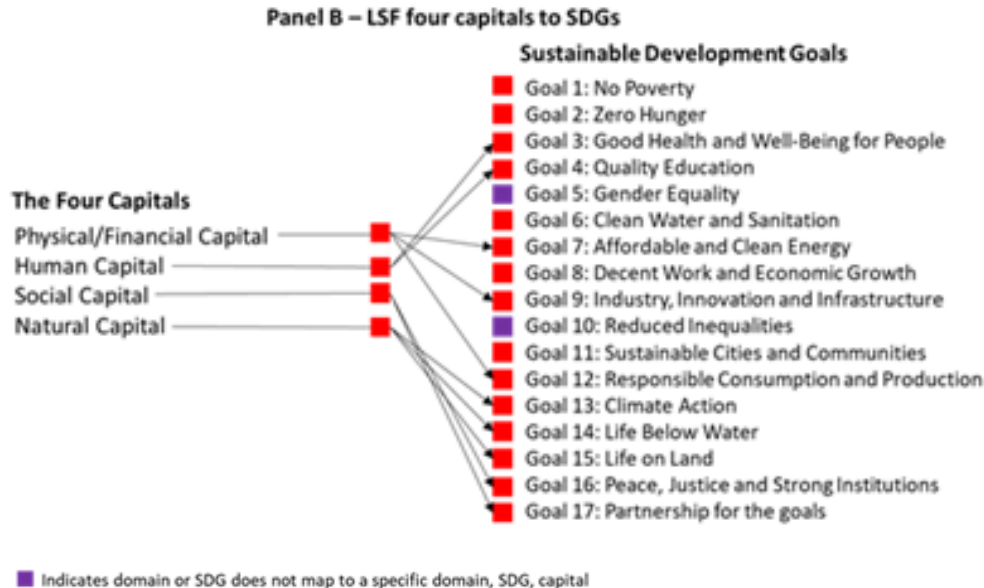 Panel B – LSF four capitals to SDGs
Sustainable Development Goals
Goal 1: No Poverty
Goal 2: Zero Hunger
Goal 3: Good Health and Well-Being for People
Goal 4: Quality Education
Goal 5: Gender Equality
Goal 6: Clean Water and Sanitation
Goal 7: Affordable and Clean Energy
Goal 8: Decent Work and Economic Growth
Goal 9: Industry, Innovation and Infrastructure
Goal 10: Reduced Inequalities
Goal 11: Sustainable Cities and Communities
Goal 12: Responsible Consumption and Production
Goal 13: Climate Action
Goal 14: Life Below Water
Goal 15: Life on Land
Goal 16: Peace, Justice and Strong Institutions
Goal 17: Partnership for the goals
The Four Capitals
Physical/Financial Capital
Human Capital
Social Capital
Natural Capital
Indicates domain or SDG does not map to a specific domain, SDG, capital